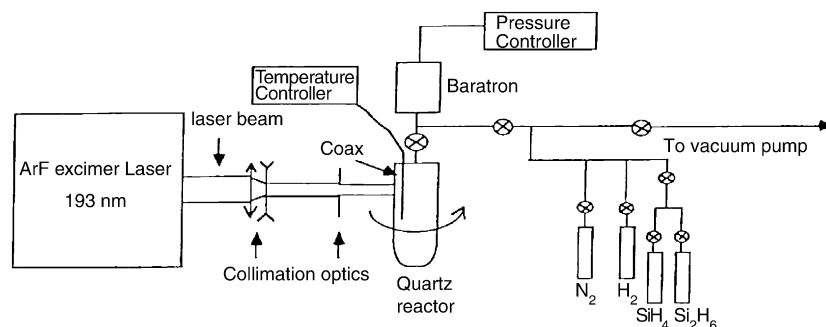 Pressure
Controller
Temperature
Controller
Baratron
laser beam
ArF excimer Laser
193 nm
Coax
To vacuum pump
Collimation optics
Quartz
reactor
N₂
H₂
SiH₄
Si₂H₆